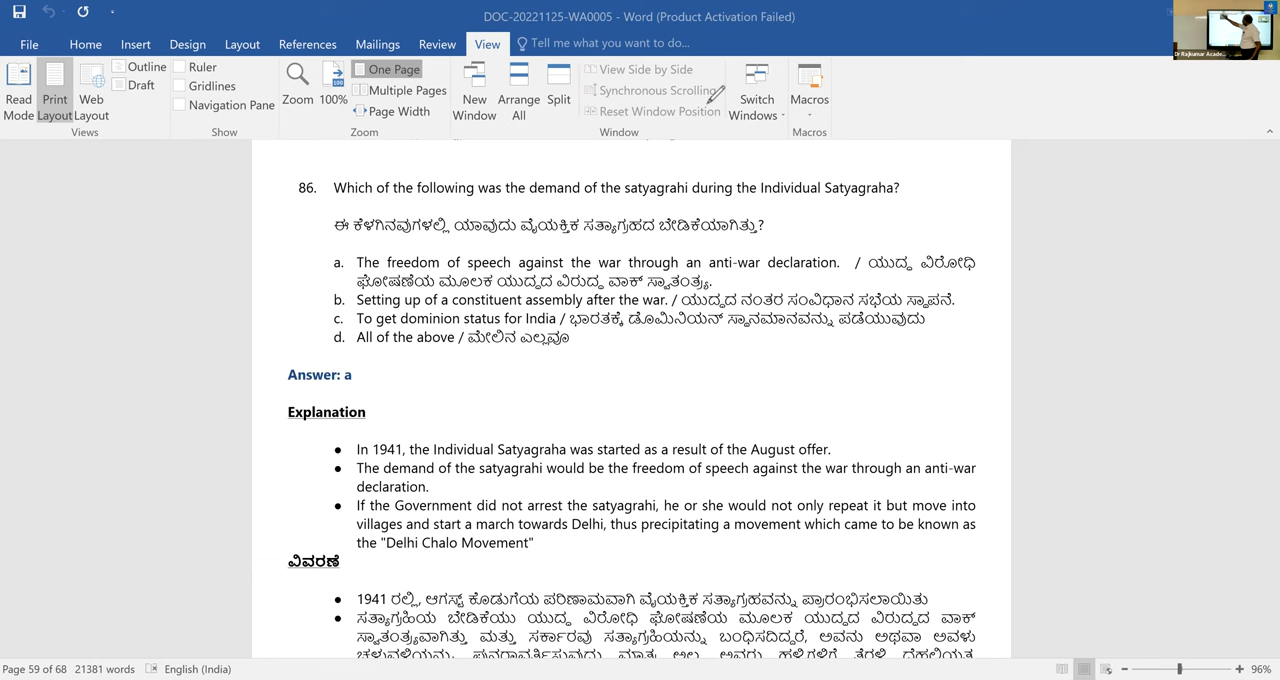 DOC-20221125-WA0005 - Word (Product Activation Failed)
File Home Insert Design Layout References Mailings Review View Tell me what you want to do...
Read Mode Print Layout Web Layout Outline Draft
Views
Ruler
Gridlines
Navigation Pane
Show
Zoom 100% One Page
Multiple Pages
Page Width
Zoom
New Window Arrange All Split
View Side by Side
Synchronous Scrolling
Reset Window Position
Window
Switch Windows
Macros
Macros
86. Which of the following was the demand of the satyagrahi during the Individual Satyagraha?
ಈ ಕೆಳಗಿನವುಗಳಲ್ಲಿ ಯಾವುದು ವೈಯಕ್ತಿಕ ಸತ್ಯಾಗ್ರಹದ ಬೇಡಿಕೆಯಾಗಿತ್ತು?
a. The freedom of speech against the war through an anti-war declaration. / ಯುದ್ಧ ವಿರೋಧಿ
ಘೋಷಣೆಯ ಮೂಲಕ ಯುದ್ಧದ ವಿರುದ್ಧ ವಾಕ್ ಸ್ವಾತಂತ್ರ್ಯ.
b. Setting up of a constituent assembly after the war. / ಯುದ್ಧದ ನಂತರ ಸಂವಿಧಾನ ಸಭೆಯ ಸ್ಥಾಪನೆ.
c. To get dominion status for India / ಭಾರತಕ್ಕೆ ಡೊಮಿನಿಯನ್ ಸ್ಥಾನಮಾನವನ್ನು ಪಡೆಯುವುದು
d. All of the above / ಮೇಲಿನ ಎಲ್ಲವೂ
Answer: a
Explanation
● In 1941, the Individual Satyagraha was started as a result of the August offer.
● The demand of the satyagrahi would be the freedom of speech against the war through an anti-war
declaration.
● If the Government did not arrest the satyagrahi, he or she would not only repeat it but move into
villages and start a march towards Delhi, thus precipitating a movement which came to be known as
the "Delhi Chalo Movement"
ವಿವರಣೆ
● 1941 ರಲ್ಲಿ, ಆಗಸ್ಟ್ ಕೊಡುಗೆಯ ಪರಿಣಾಮವಾಗಿ ವೈಯಕ್ತಿಕ ಸತ್ಯಾಗ್ರಹವನ್ನು ಪ್ರಾರಂಭಿಸಲಾಯಿತು
● ಸತ್ಯಾಗ್ರಹಿಯ ಬೇಡಿಕೆಯು ಯುದ್ಧ ವಿರೋಧಿ ಘೋಷಣೆಯ ಮೂಲಕ ಯುದ್ಧದ ವಿರುದ್ಧದ ವಾಕ್
ಸ್ವಾತಂತ್ರ್ಯವಾಗಿತ್ತು ಮತ್ತು ಸರ್ಕಾರವು ಸತ್ಯಾಗ್ರಹಿಯನ್ನು ಬಂಧಿಸದಿದ್ದರೆ, ಅವನು ಅಥವಾ ಅವಳು
Page 59 of 68 21381 words English (India) 96%